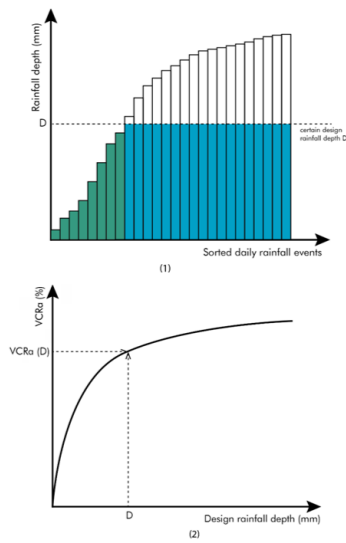 Rainfall depth (mm)
D
certain design
rainfall depth D
Sorted daily rainfall events
(1)
VCRa (%)
VCRa (D)
D
Design rainfall depth (mm)
(2)